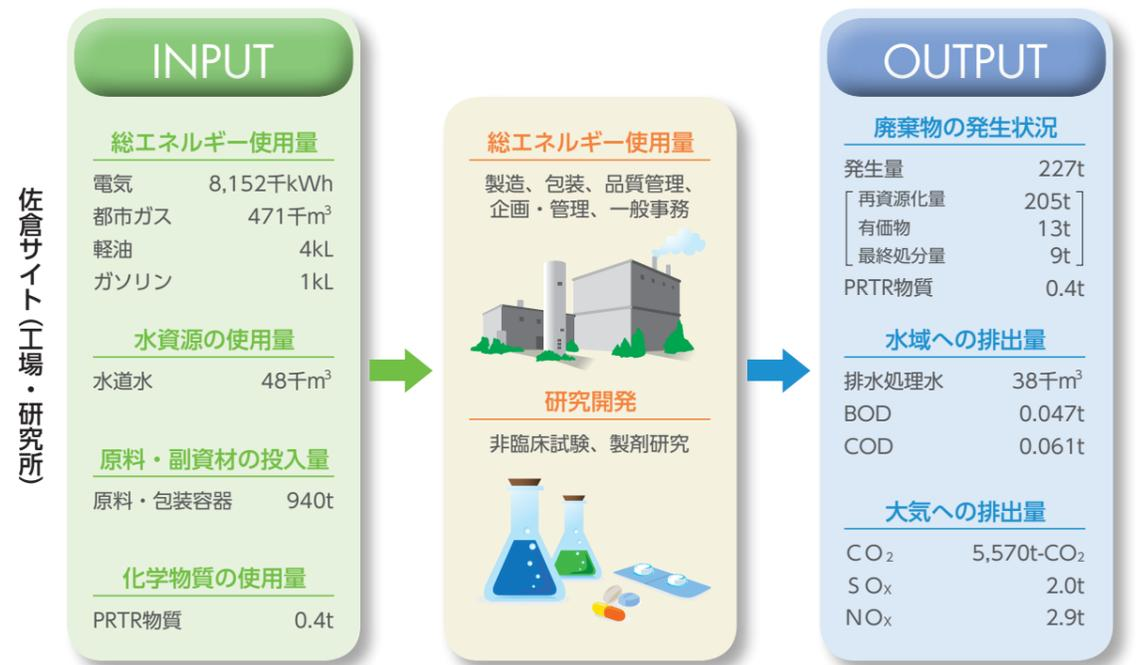 佐倉サイト（工場・研究所）
INPUT
総エネルギー使用量
電気 8,152千kWh
都市ガス 471千m³
軽油 4kL
ガソリン 1kL
水資源の使用量
水道水 48千m³
原料・副資材の投入量
原料・包装容器 940t
化学物質の使用量
PRTR物質 0.4t
総エネルギー使用量
製造、包装、品質管理、
企画・管理、一般事務
研究開発
非臨床試験、製剤研究
OUTPUT
廃棄物の発生状況
発生量 227t
再資源化量 205t
有価物 13t
最終処分量 9t
PRTR物質 0.4t
水域への排出量
排水処理水 38千m³
BOD 0.047t
COD 0.061t
大気への排出量
CO₂ 5,570t-CO₂
SOx 2.0t
NOx 2.9t